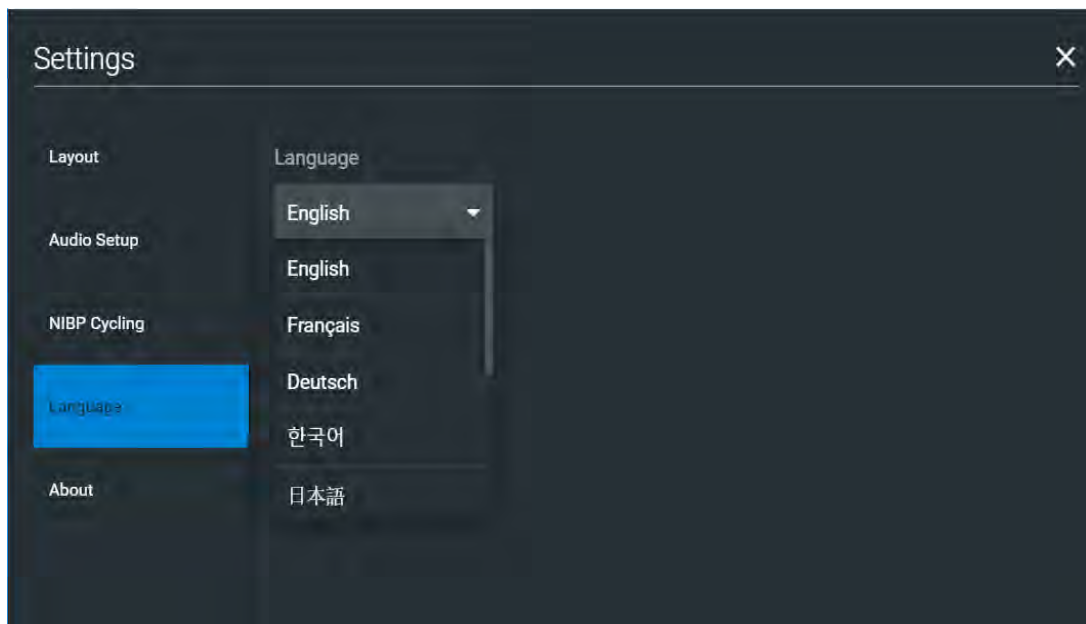 Settings
Layout
Audio Setup
NIBP Cycling
Language
About
Language
English
English
Français
Deutsch
한국어
日本語